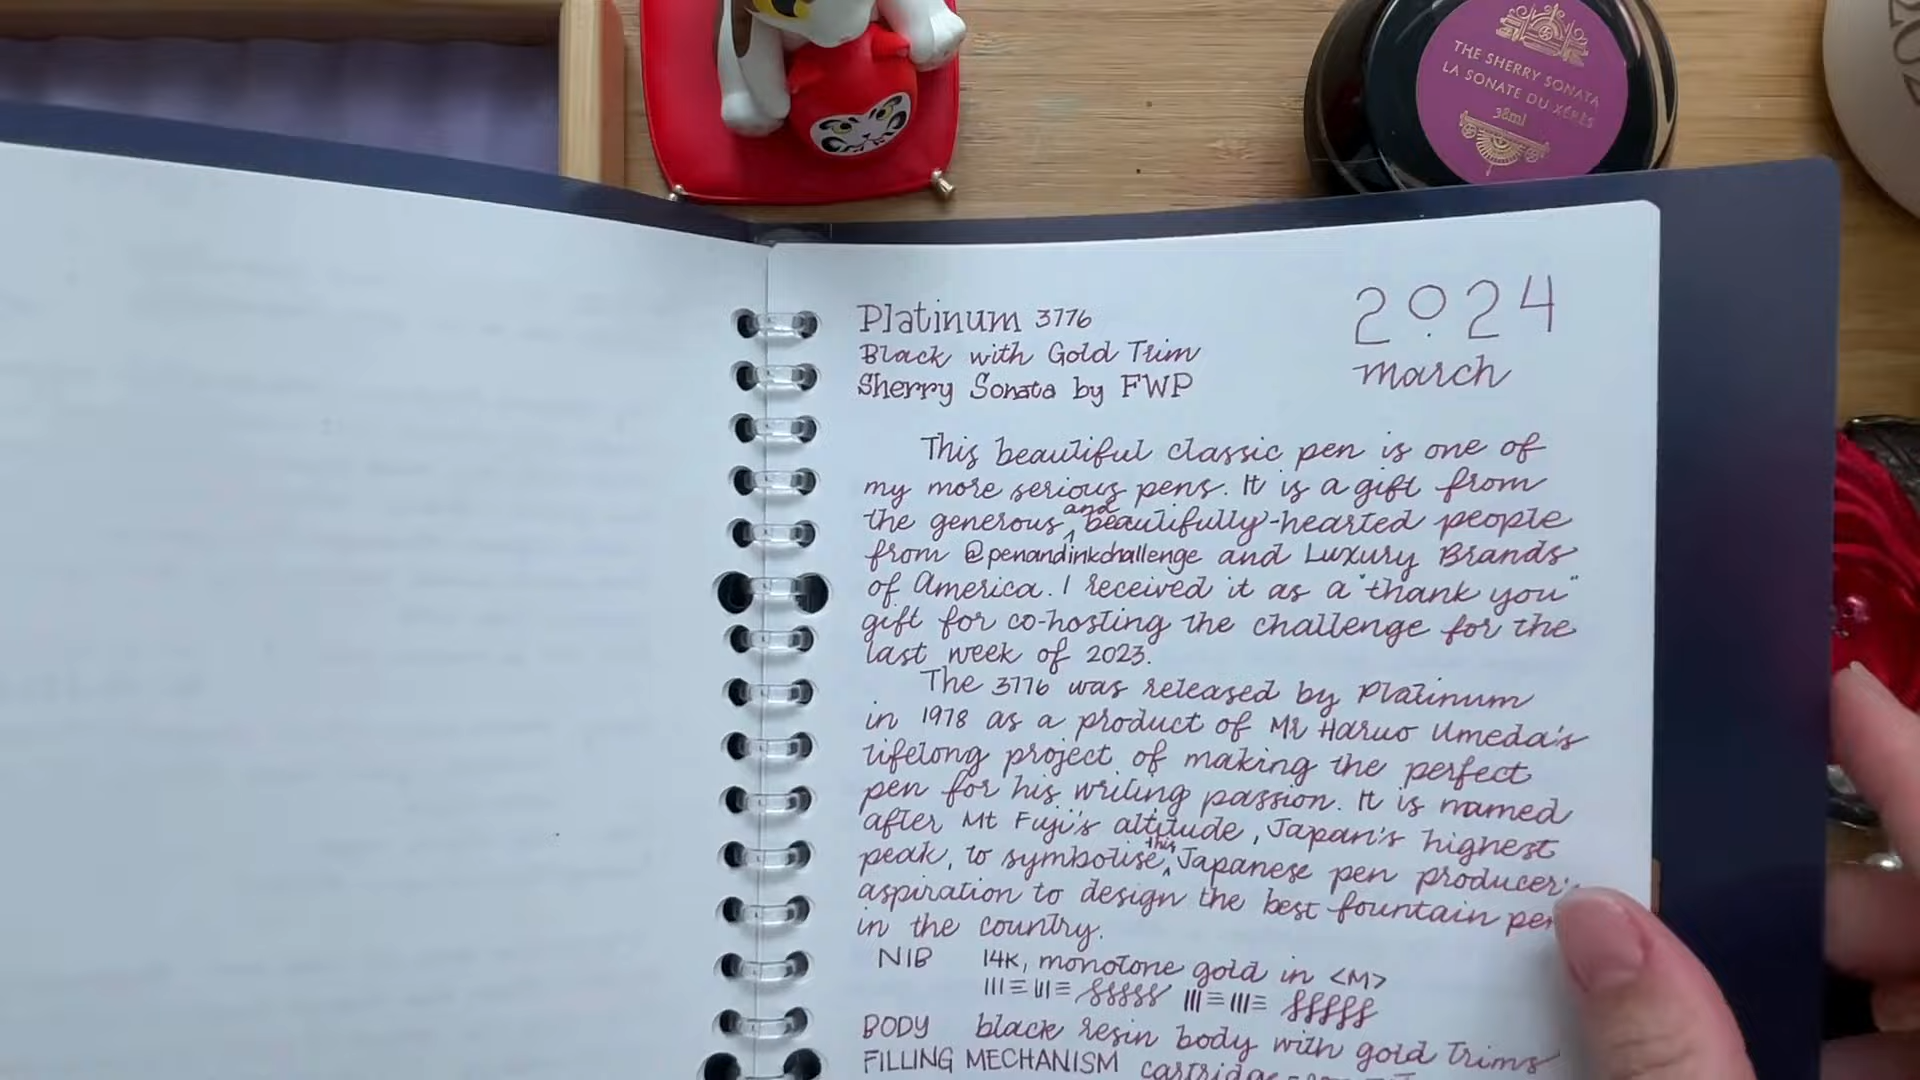 THE SHERRY SONATA
LA SONATE DU XÉRÈS
38ml
202
2024
march
Platinum 3776
Black with Gold Trim
Sherry Sonata by FWP
This beautiful classic pen is one of
my more serious pens. It is a gift from
the generous and beautifully-hearted people
from @penandinkchallenge and Luxury Brands
of America. I received it as a "thank you"
gift for co-hosting the challenge for the
last week of 2023.
The 3776 was released by Platinum
in 1978 as a product of Mr Haruo Umeda's
lifelong project of making the perfect
pen for his writing passion. It is named
after Mt Fuji's altitude, Japan's highest
peak, to symbolise this Japanese pen producer's
aspiration to design the best fountain pen
in the country.
NIB 14K, monotone gold in <M>
BODY black resin body with gold trims
FILLING MECHANISM cartridge-